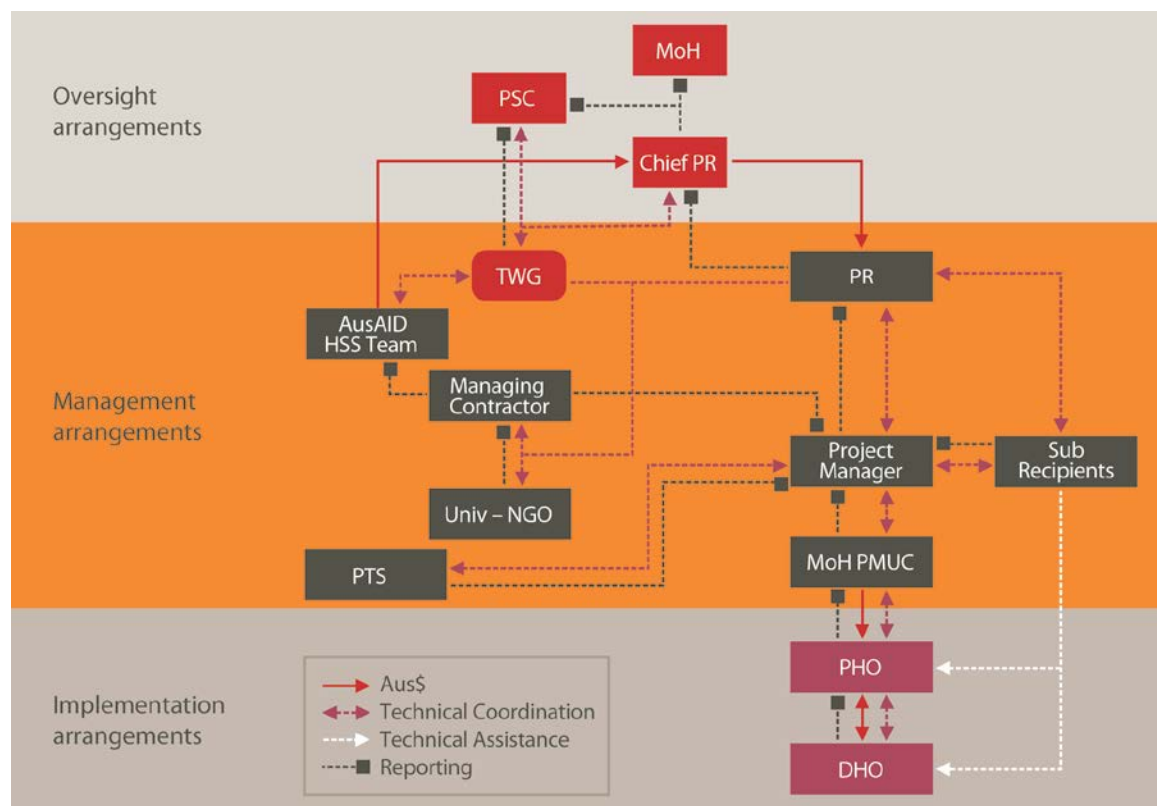 MoH
Oversight
arrangements
PSC
Chief PR
TWG
PR
AusAID
HSS Team
Managing
Contractor
Management
arrangements
Project
Manager
Sub
Recipients
Univ – NGO
PTS
MoH PMUC
PHO
Implementation
arrangements
Aus$
Technical Coordination
Technical Assistance
Reporting
DHO